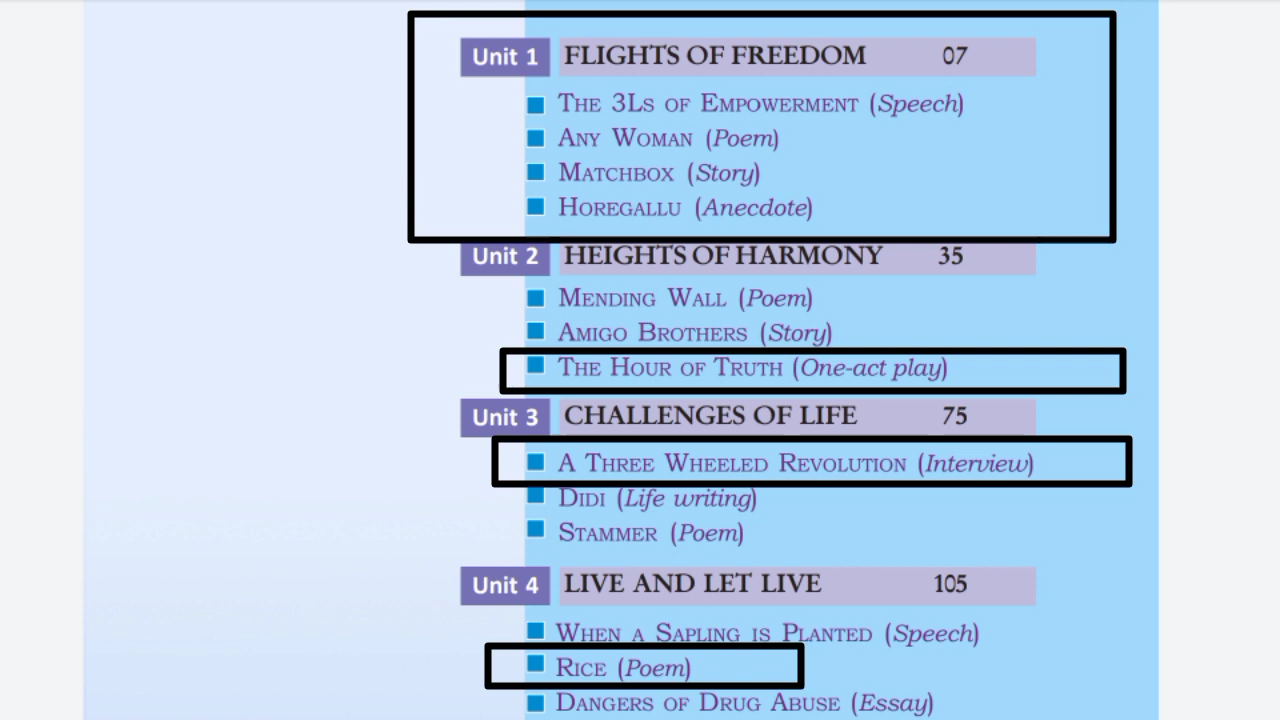 Unit 1 FLIGHTS OF FREEDOM 07
THE 3LS OF EMPOWERMENT (Speech)
ANY WOMAN (Poem)
MATCHBOX (Story)
HOREGALLU (Anecdote)
Unit 2 HEIGHTS OF HARMONY 35
MENDING WALL (Poem)
AMIGO BROTHERS (Story)
THE HOUR OF TRUTH (One-act play)
Unit 3 CHALLENGES OF LIFE 75
A THREE WHEELED REVOLUTION (Interview)
DIDI (Life writing)
STAMMER (Poem)
Unit 4 LIVE AND LET LIVE 105
WHEN A SAPLING IS PLANTED (Speech)
RICE (Poem)
DANGERS OF DRUG ABUSE (Essay)